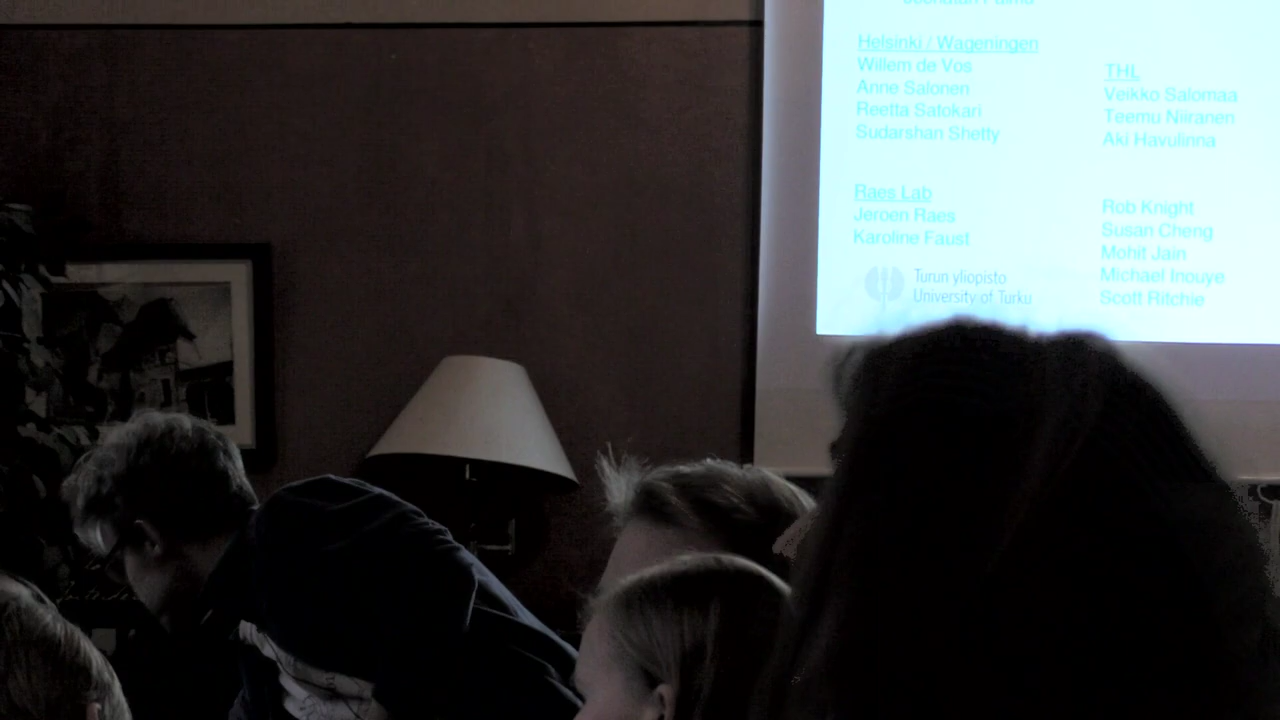 Helsinki / Wageningen
Willem de Vos
Anne Salonen
Reetta Satokari
Sudarshan Shetty
Raes Lab
Jeroen Raes
Karoline Faust
Turun yliopisto
University of Turku
THL
Veikko Salomaa
Teemu Niiranen
Aki Havulinna
Rob Knight
Susan Cheng
Mohit Jain
Michael Inouye
Scott Ritchie